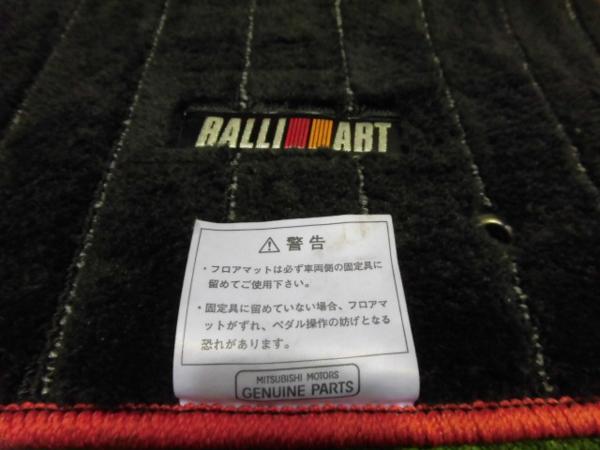 RALLI ART
⚠ 警告
・フロアマットは必ず車両側の固定具に
留めてご使用下さい。
・固定具に留めていない場合、フロアマ
ットがずれ、ペダル操作の妨げとなる
恐れがあります。
MITSUBISHI MOTORS
GENUINE PARTS